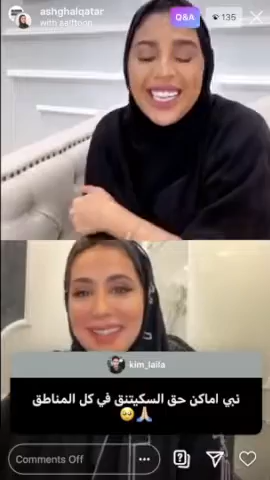 ashghalqatar
with selftoon
Q&A
135
kim_laila
نبي اماكن حق السكيتنق في كل المناطق
🙏🏼🥺
Comments Off